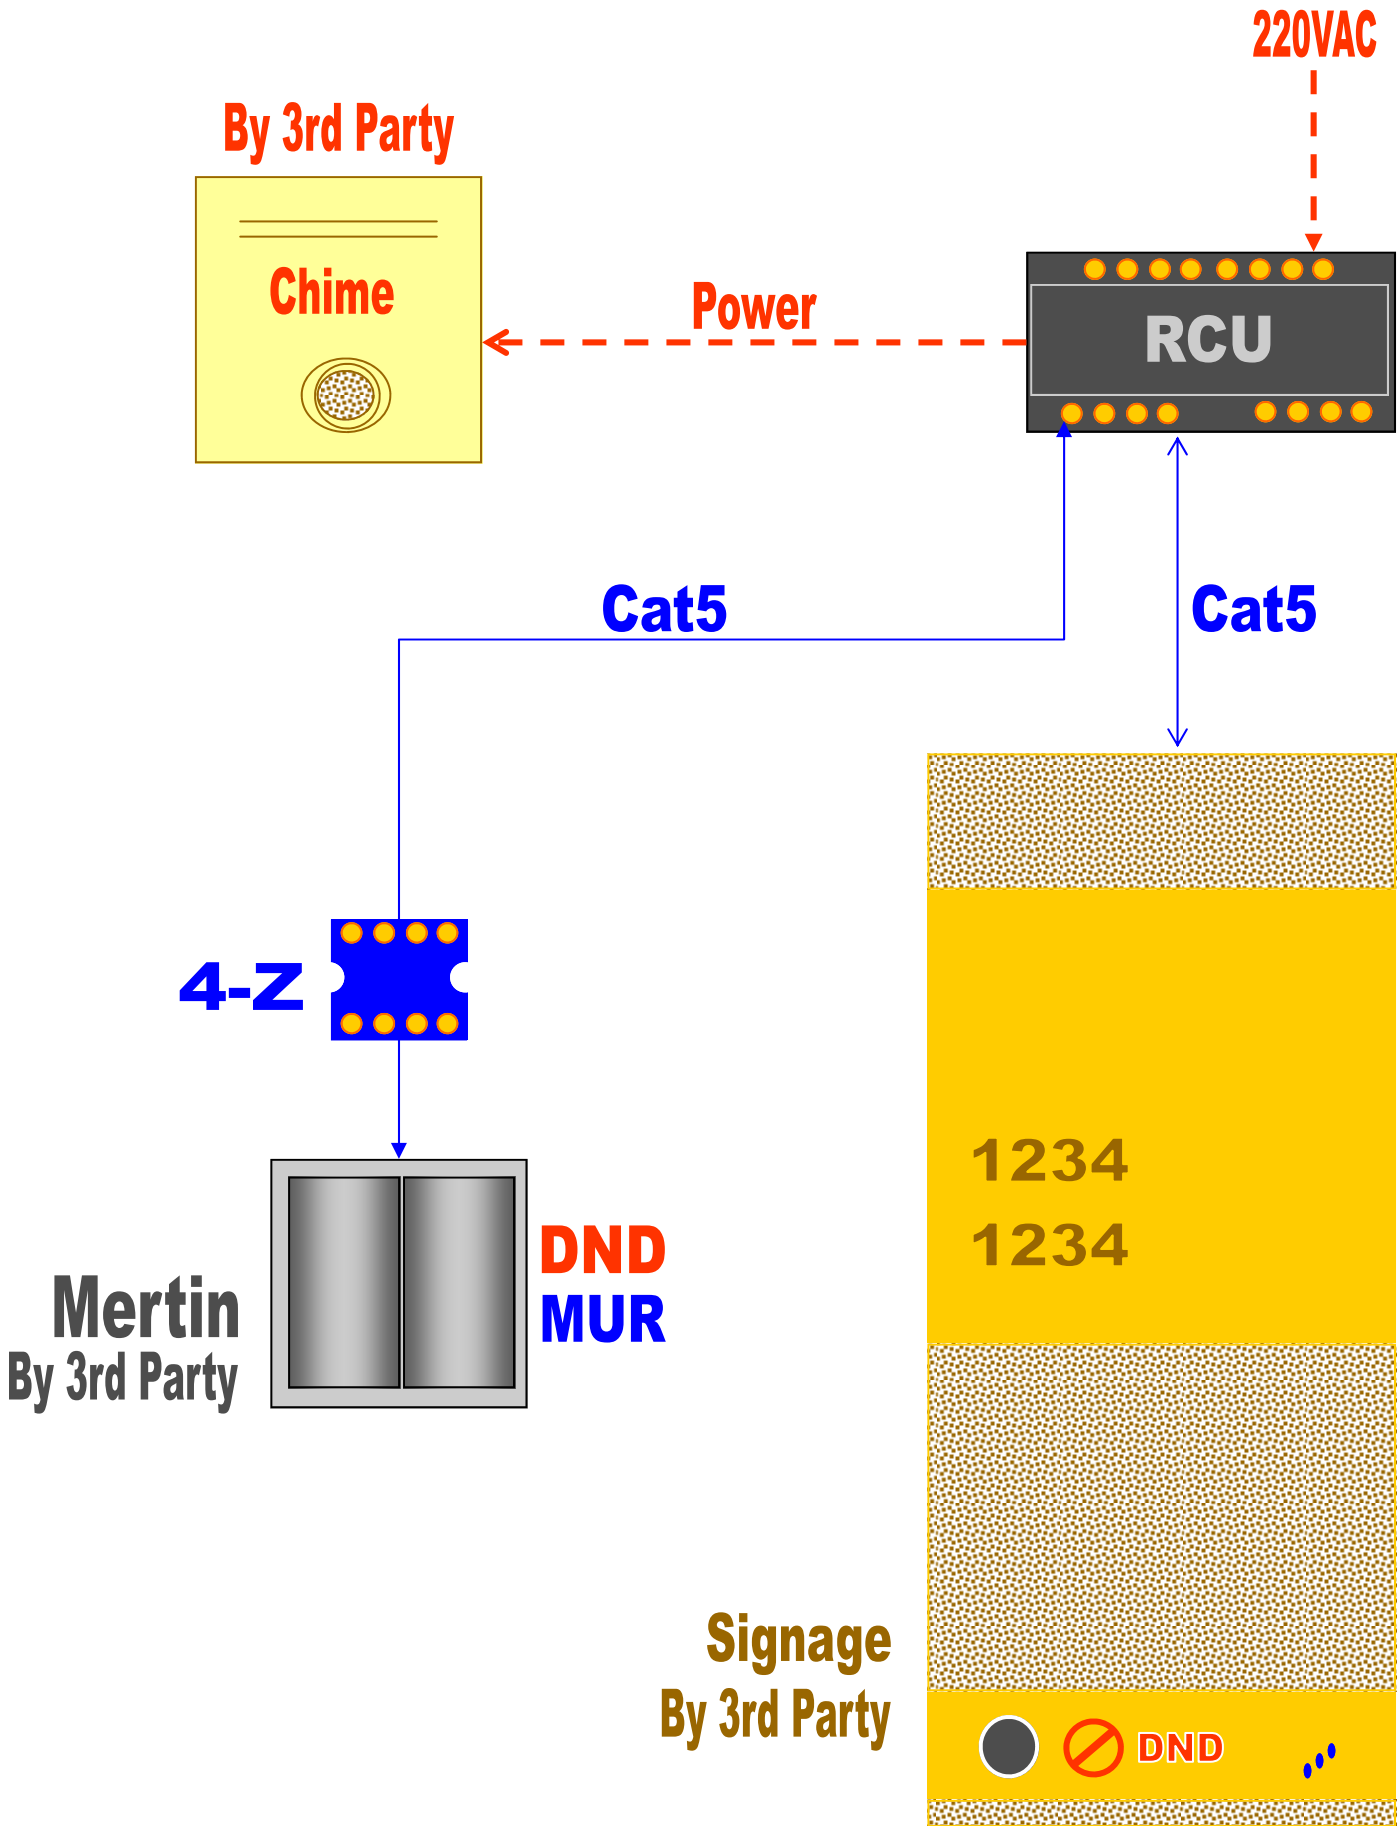 220VAC
By 3rd Party
Chime
Power
RCU
Cat5
Cat5
4-Z
1234
1234
DND
MUR
Mertin
By 3rd Party
Signage
By 3rd Party
DND